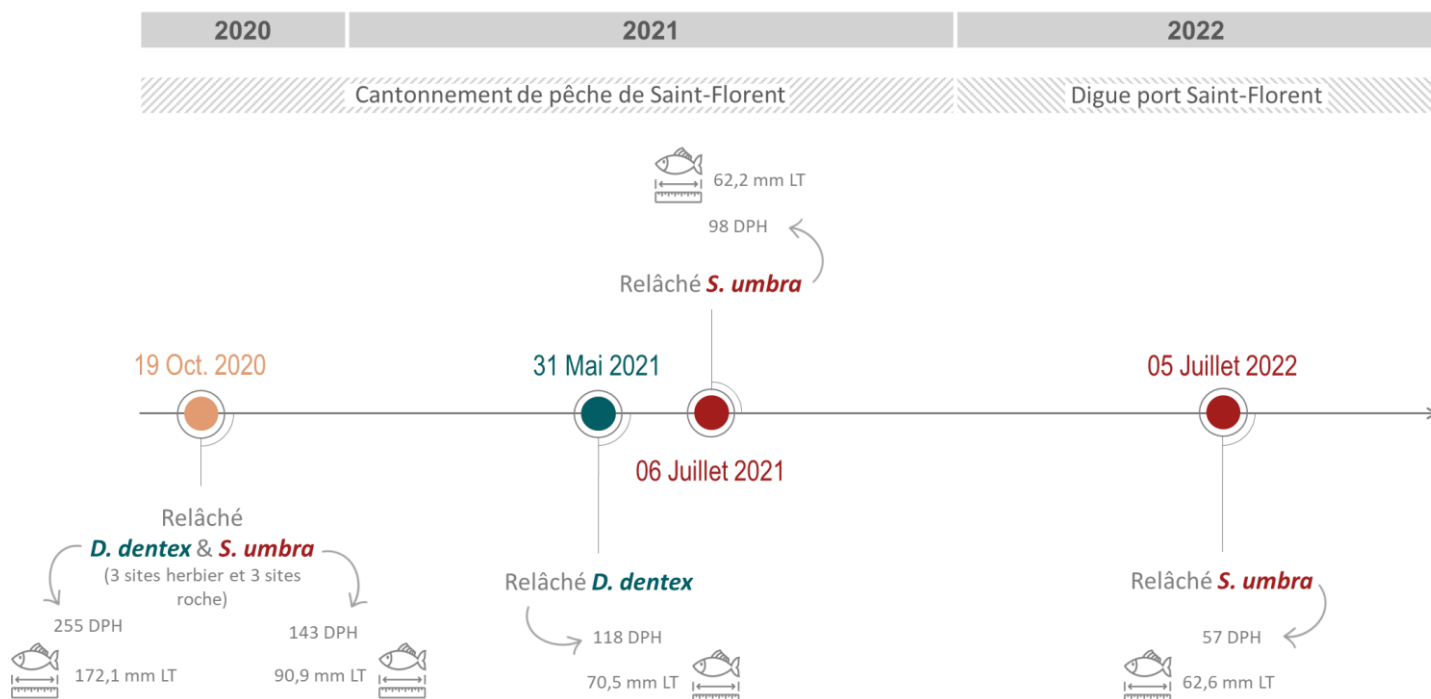 2020
2021
2022
Cantonnement de pêche de Saint-Florent
Digue port Saint-Florent
62,2 mm LT
98 DPH
Relâché S. umbra
19 Oct. 2020
31 Mai 2021
05 Juillet 2022
06 Juillet 2021
Relâché
D. dentex & S. umbra
(3 sites herbier et 3 sites
roche)
255 DPH
172,1 mm LT
143 DPH
90,9 mm LT
Relâché D. dentex
118 DPH
70,5 mm LT
Relâché S. umbra
57 DPH
62,6 mm LT